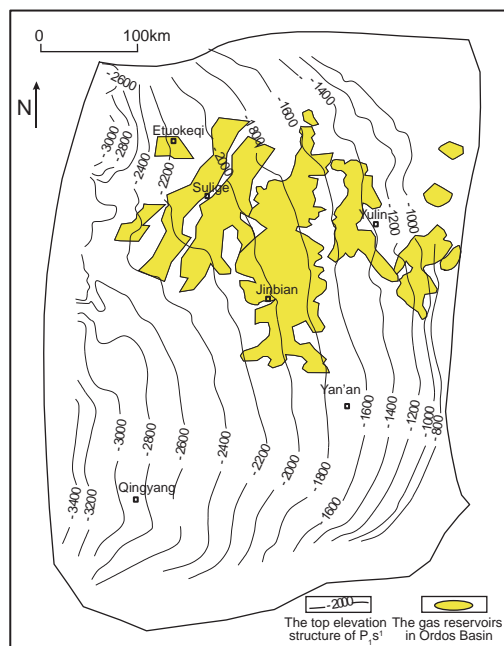 0 100km
N
-2600
-1400
-3000
-2800
Etuokeqi
-1600
-1800
-2400
-2200
-2000
Sulige
-1200
-1000
Yulin
Jinbian
Yan'an
-3000
-2800
-2600
-2400
-2200
-2000
-1800
-1600
-1600
-1400
-1200
-1000
-800
Qingyang
-3400
-3200
-2000
The top elevation
structure of P₁s¹
The gas reservoirs
in Ordos Basin